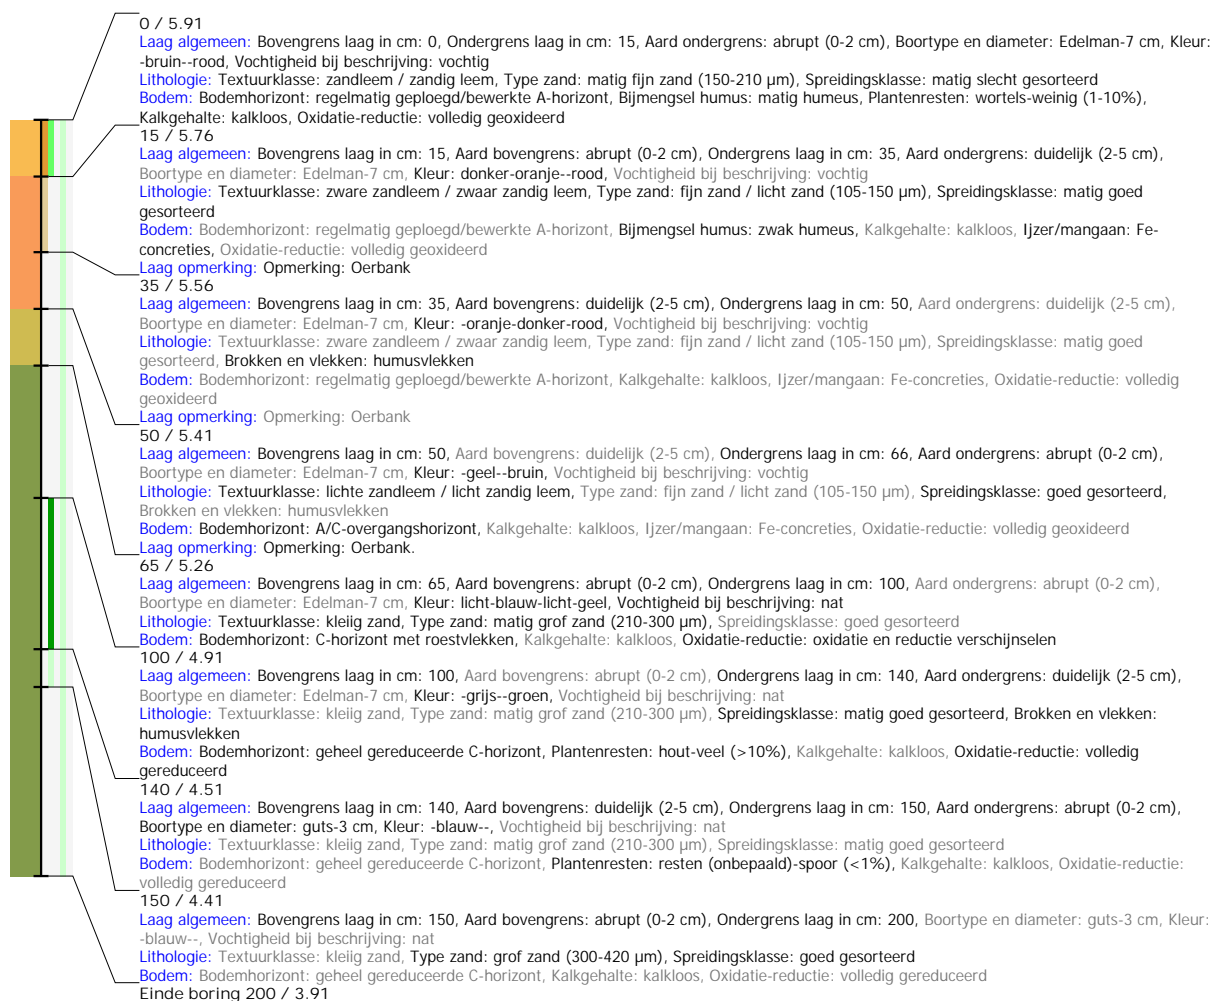 0 / 5.91
Laag algemeen: Bovengrens laag in cm: 0, Ondergrens laag in cm: 15, Aard ondergrens: abrupt (0-2 cm), Boortype en diameter: Edelman-7 cm, Kleur:
-bruin--rood, Vochtigheid bij beschrijving: vochtig
Lithologie: Textuurklasse: zandleem / zandig leem, Type zand: matig fijn zand (150-210 µm), Spreidingsklasse: matig slecht gesorteerd
Bodem: Bodemhorizont: regelmatig geploegd/bewerkte A-horizont, Bijmengsel humus: matig humeus, Plantenresten: wortels-weinig (1-10%),
Kalkgehalte: kalkloos, Oxidatie-reductie: volledig geoxideerd
15 / 5.76
Laag algemeen: Bovengrens laag in cm: 15, Aard bovengrens: abrupt (0-2 cm), Ondergrens laag in cm: 35, Aard ondergrens: duidelijk (2-5 cm),
Boortype en diameter: Edelman-7 cm, Kleur: donker-oranje--rood, Vochtigheid bij beschrijving: vochtig
Lithologie: Textuurklasse: zware zandleem / zwaar zandig leem, Type zand: fijn zand / licht zand (105-150 µm), Spreidingsklasse: matig goed
gesorteerd
Bodem: Bodemhorizont: regelmatig geploegd/bewerkte A-horizont, Bijmengsel humus: zwak humeus, Kalkgehalte: kalkloos, Ijzer/mangaan: Fe-
concreties, Oxidatie-reductie: volledig geoxideerd
Laag opmerking: Opmerking: Oerbank
35 / 5.56
Laag algemeen: Bovengrens laag in cm: 35, Aard bovengrens: duidelijk (2-5 cm), Ondergrens laag in cm: 50, Aard ondergrens: duidelijk (2-5 cm),
Boortype en diameter: Edelman-7 cm, Kleur: -oranje-donker-rood, Vochtigheid bij beschrijving: vochtig
Lithologie: Textuurklasse: zware zandleem / zwaar zandig leem, Type zand: fijn zand / licht zand (105-150 µm), Spreidingsklasse: matig goed
gesorteerd, Brokken en vlekken: humusvlekken
Bodem: Bodemhorizont: regelmatig geploegd/bewerkte A-horizont, Kalkgehalte: kalkloos, Ijzer/mangaan: Fe-concreties, Oxidatie-reductie: volledig
geoxideerd
Laag opmerking: Opmerking: Oerbank
50 / 5.41
Laag algemeen: Bovengrens laag in cm: 50, Aard bovengrens: duidelijk (2-5 cm), Ondergrens laag in cm: 66, Aard ondergrens: abrupt (0-2 cm),
Boortype en diameter: Edelman-7 cm, Kleur: -geel--bruin, Vochtigheid bij beschrijving: vochtig
Lithologie: Textuurklasse: lichte zandleem / licht zandig leem, Type zand: fijn zand / licht zand (105-150 µm), Spreidingsklasse: goed gesorteerd,
Brokken en vlekken: humusvlekken
Bodem: Bodemhorizont: A/C-overgangshorizont, Kalkgehalte: kalkloos, Ijzer/mangaan: Fe-concreties, Oxidatie-reductie: volledig geoxideerd
Laag opmerking: Opmerking: Oerbank.
65 / 5.26
Laag algemeen: Bovengrens laag in cm: 65, Aard bovengrens: abrupt (0-2 cm), Ondergrens laag in cm: 100, Aard ondergrens: abrupt (0-2 cm),
Boortype en diameter: Edelman-7 cm, Kleur: licht-blauw-licht-geel, Vochtigheid bij beschrijving: nat
Lithologie: Textuurklasse: kleiig zand, Type zand: matig grof zand (210-300 µm), Spreidingsklasse: goed gesorteerd
Bodem: Bodemhorizont: C-horizont met roestvlekken, Kalkgehalte: kalkloos, Oxidatie-reductie: oxidatie en reductie verschijnselen
100 / 4.91
Laag algemeen: Bovengrens laag in cm: 100, Aard bovengrens: abrupt (0-2 cm), Ondergrens laag in cm: 140, Aard ondergrens: duidelijk (2-5 cm),
Boortype en diameter: Edelman-7 cm, Kleur: -grijs--groen, Vochtigheid bij beschrijving: nat
Lithologie: Textuurklasse: kleiig zand, Type zand: matig grof zand (210-300 µm), Spreidingsklasse: matig goed gesorteerd, Brokken en vlekken:
humusvlekken
Bodem: Bodemhorizont: geheel gereduceerde C-horizont, Plantenresten: hout-veel (>10%), Kalkgehalte: kalkloos, Oxidatie-reductie: volledig
gereduceerd
140 / 4.51
Laag algemeen: Bovengrens laag in cm: 140, Aard bovengrens: duidelijk (2-5 cm), Ondergrens laag in cm: 150, Aard ondergrens: abrupt (0-2 cm),
Boortype en diameter: guts-3 cm, Kleur: -blauw--, Vochtigheid bij beschrijving: nat
Lithologie: Textuurklasse: kleiig zand, Type zand: matig grof zand (210-300 µm), Spreidingsklasse: matig goed gesorteerd
Bodem: Bodemhorizont: geheel gereduceerde C-horizont, Plantenresten: resten (onbepaald)-spoor (<1%), Kalkgehalte: kalkloos, Oxidatie-reductie:
volledig gereduceerd
150 / 4.41
Laag algemeen: Bovengrens laag in cm: 150, Aard bovengrens: abrupt (0-2 cm), Ondergrens laag in cm: 200, Boortype en diameter: guts-3 cm, Kleur:
-blauw--, Vochtigheid bij beschrijving: nat
Lithologie: Textuurklasse: kleiig zand, Type zand: grof zand (300-420 µm), Spreidingsklasse: goed gesorteerd
Bodem: Bodemhorizont: geheel gereduceerde C-horizont, Kalkgehalte: kalkloos, Oxidatie-reductie: volledig gereduceerd
Einde boring 200 / 3.91